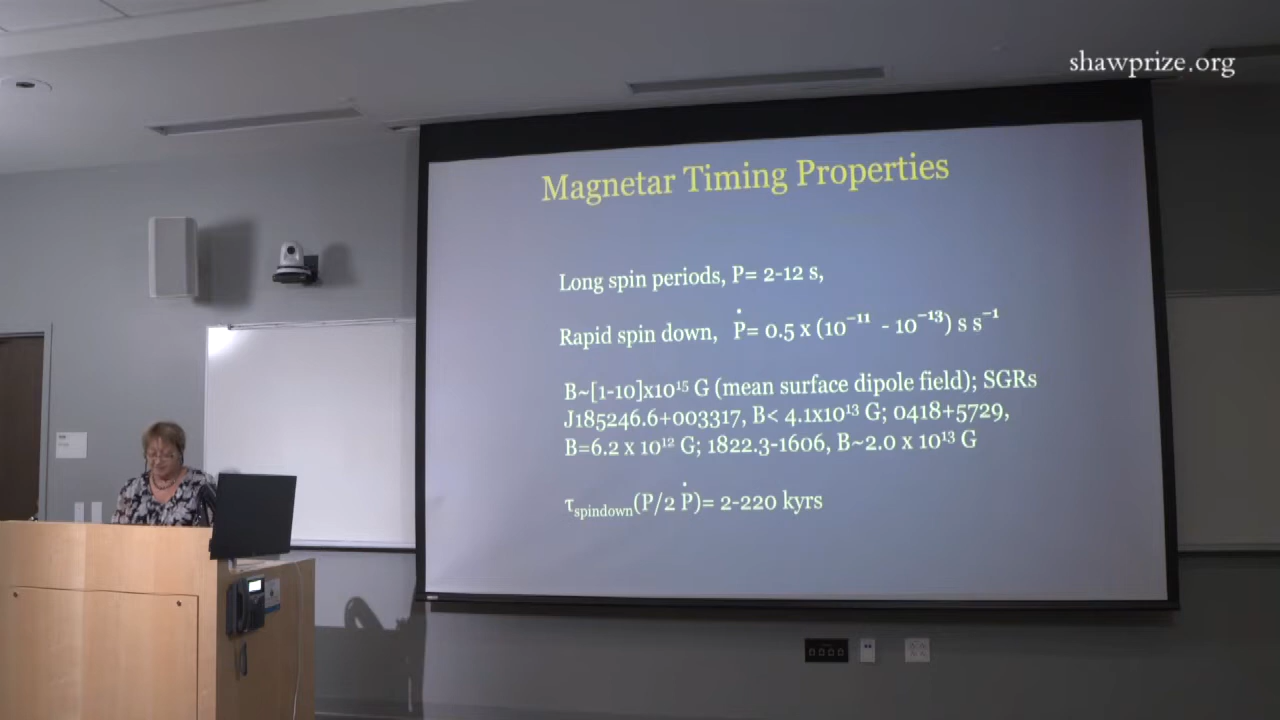 shawprize.org
Magnetar Timing Properties
Long spin periods, P= 2-12 s,
Rapid spin down, Ṗ= 0.5 x (10⁻¹¹ - 10⁻¹³) s s⁻¹
B~[1-10]x10¹⁵ G (mean surface dipole field); SGRs
J185246.6+003317, B< 4.1x10¹³ G; 0418+5729,
B=6.2 x 10¹² G; 1822.3-1606, B~2.0 x 10¹³ G
τspindown(P/2 Ṗ)= 2-220 kyrs